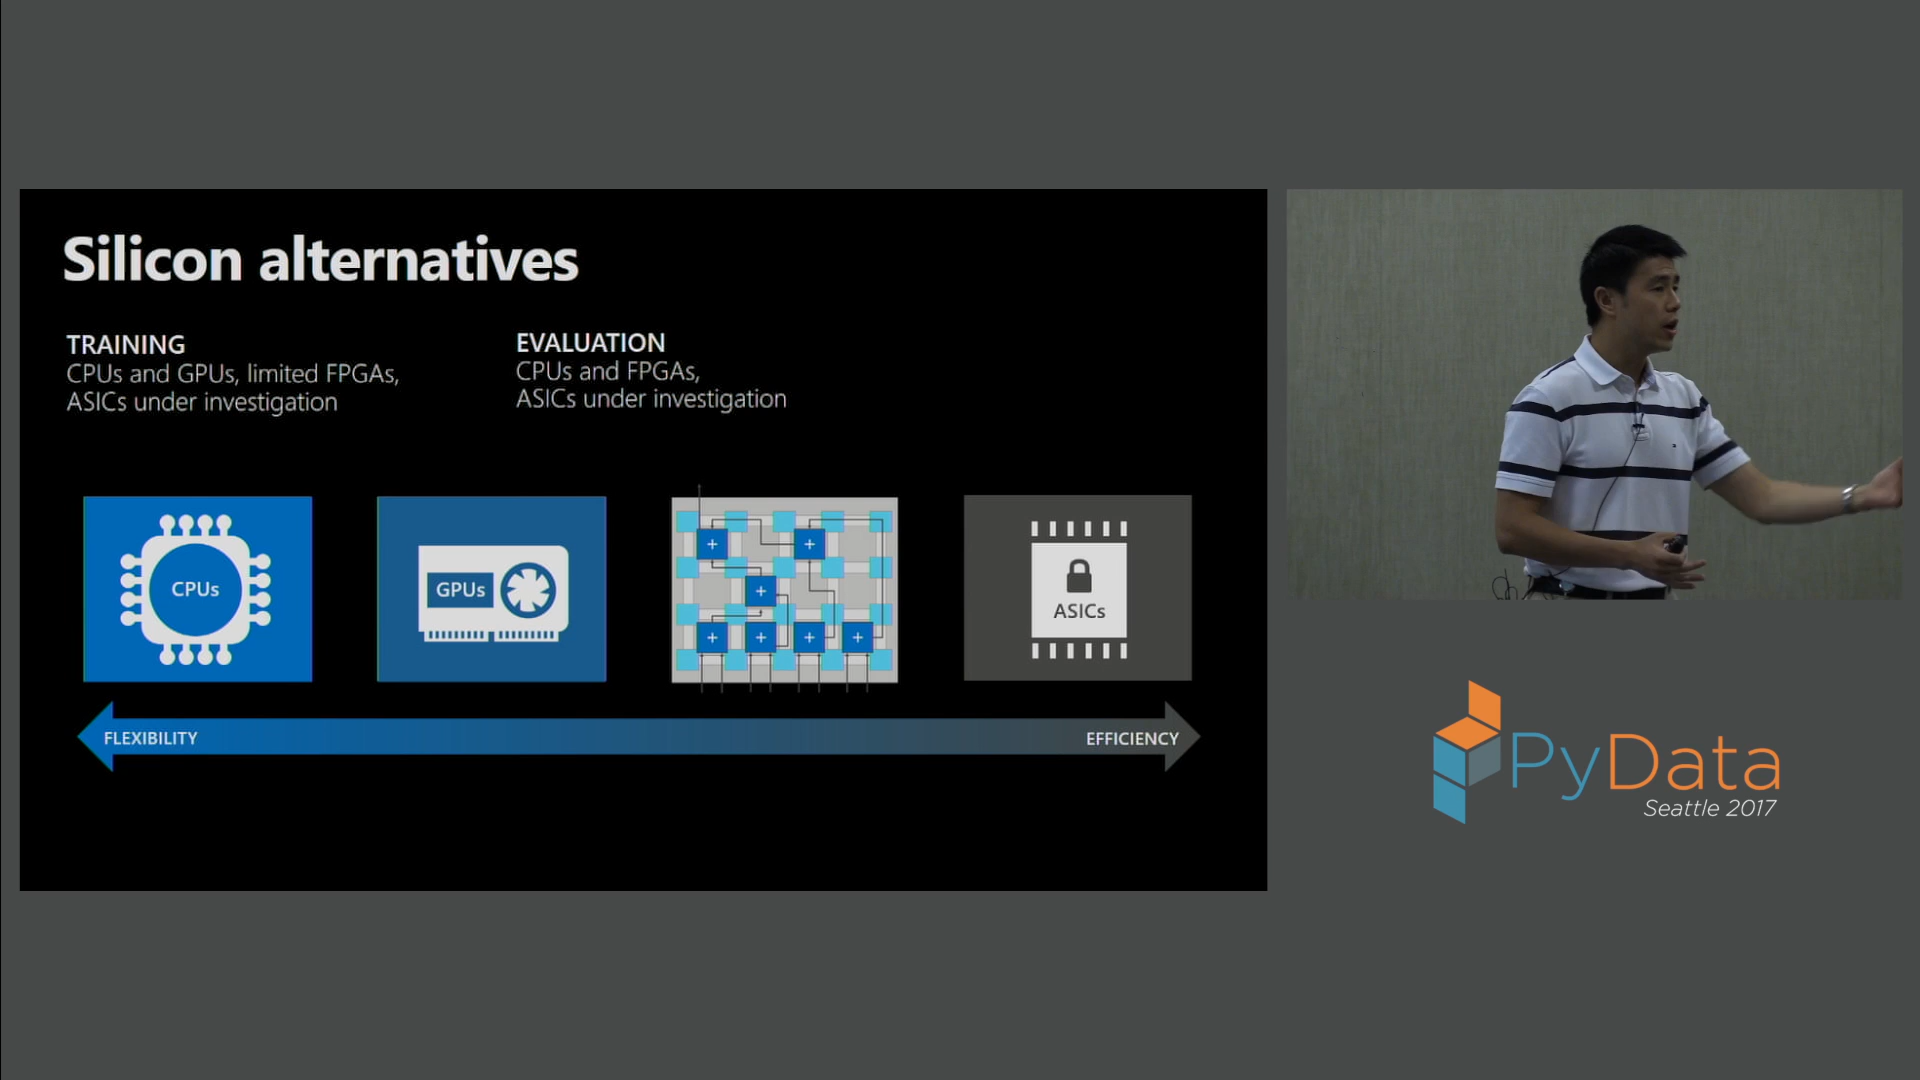 Silicon alternatives
TRAINING
CPUs and GPUs, limited FPGAs,
ASICs under investigation
EVALUATION
CPUs and FPGAs,
ASICs under investigation
CPUs
GPUs
+ +
+
+ + + +
ASICs
FLEXIBILITY
EFFICIENCY
PyData
Seattle 2017